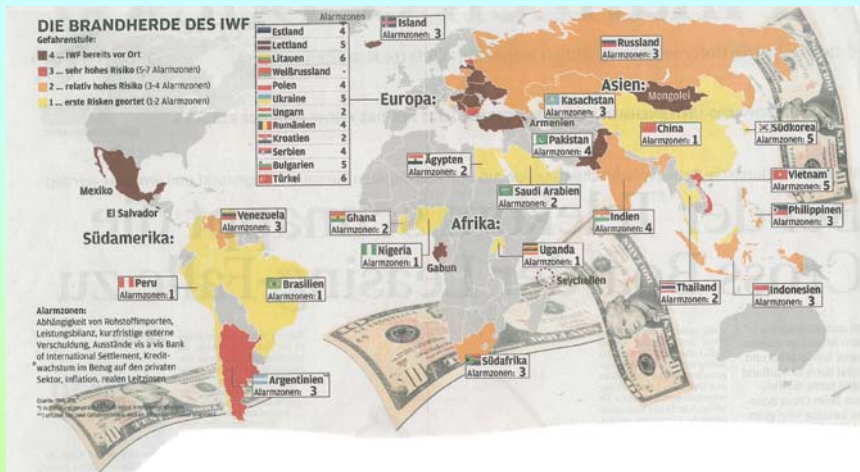 DIE BRANDHERDE DES IWF
Gefahrenstufe:
4 ... IWF bereits vor Ort
3 ... sehr hohes Risiko (5-7 Alarmzonen)
2 ... relativ hohes Risiko (3-4 Alarmzonen)
1 ... erste Risken geortet (1-2 Alarmzonen)
Alarmzonen
Estland 4
Lettland 5
Litauen 6
Weißrussland -
Polen 4
Ukraine 5
Ungarn 2
Rumänien 4
Kroatien 2
Serbien 4
Bulgarien 5
Türkei 6
Island
Alarmzonen: 3
Europa:
Russland
Alarmzonen: 3
Asien:
Kasachstan
Alarmzonen: 3
Mongolei
Armenien
China
Alarmzonen: 1
Südkorea
Alarmzonen: 5
Pakistan
Alarmzonen: 4
Ägypten
Alarmzonen: 2
Saudi Arabien
Alarmzonen: 2
Vietnam*
Alarmzonen: 5
Mexiko
El Salvador
Südamerika:
Venezuela
Alarmzonen: 3
Ghana
Alarmzonen: 2
Afrika:
Indien
Alarmzonen: 4
Philippinen
Alarmzonen: 3
Nigeria
Alarmzonen: 1
Gabun
Uganda
Alarmzonen: 1
Seychellen
Peru
Alarmzonen: 1
Brasilien
Alarmzonen: 1
Thailand
Alarmzonen: 2
Indonesien
Alarmzonen: 3
Alarmzonen:
Abhängigkeit von Rohstoffimporten,
Leistungsbilanz, kurzfristige externe
Verschuldung, Ausstände vis a vis Bank
of International Settlement, Kredit-
wachstum im Bezug auf den privaten
Sektor, Inflation, realen Leitzinsen
Südafrika
Alarmzonen: 3
Argentinien**
Alarmzonen: 3